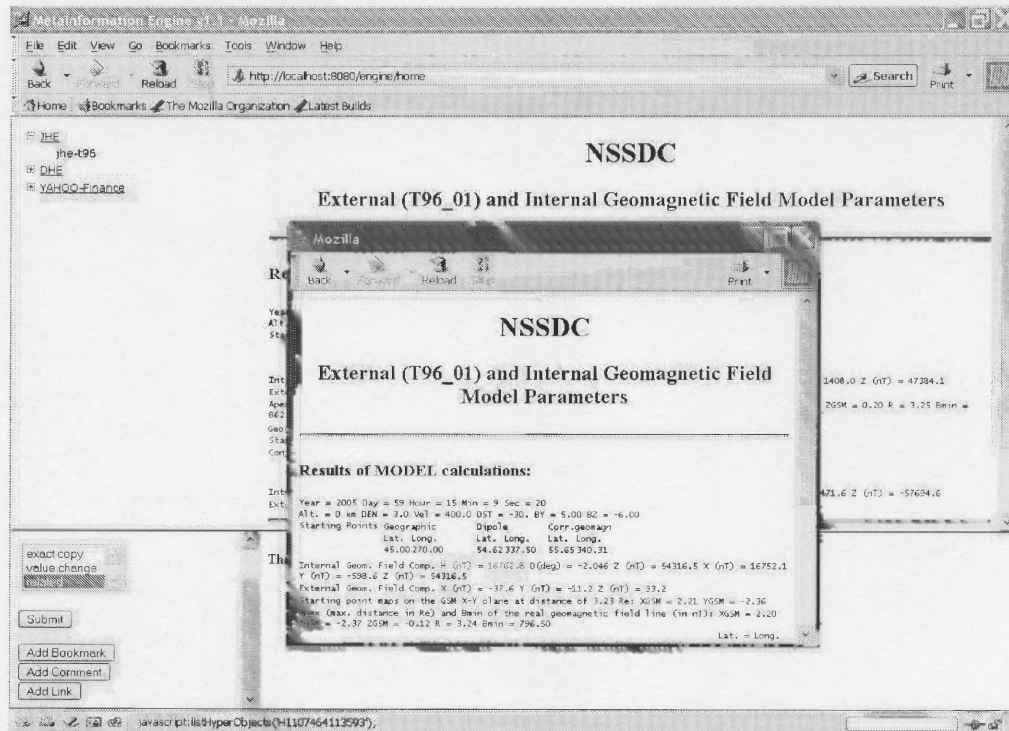 Metainformation Engine v1.1 - Mozilla
File Edit View Go Bookmarks Tools Window Help
Back Forward Reload Stop http://localhost:8080/engine/home Search Print
Home Bookmarks The Mozilla Organization Latest Builds
JHE
jhe-t96
DHE
YAHOO-Finance
NSSDC
External (T96_01) and Internal Geomagnetic Field Model Parameters
1408.0 Z (nT) = 47384.1
ZGSM = 0.20 R = 3.25 Bmin =
862
471.6 Z (nT) = -57694.6
Mozilla
Back Forward Reload Stop Print
NSSDC
External (T96_01) and Internal Geomagnetic Field
Model Parameters
Results of MODEL calculations:
Year = 2005 Day = 59 Hour = 15 Min = 9 Sec = 20
Alt. = 0 km DEN = 3.0 Vel = 400.0 DST = -30. BY = 5.00 BZ = -6.00
Starting Points Geographic Dipole Corr.geomagn
Lat. Long. Lat. Long. Lat. Long.
45.00 270.00 54.62 337.50 55.65 340.31
Internal Geom. Field Comp. H (nT) = 16762.8 D(deg) = -2.046 Z (nT) = 54316.5 X (nT) = 16752.1
Y (nT) = -598.6 Z (nT) = 54316.5
External Geom. Field Comp. X (nT) = -37.6 Y (nT) = -11.2 Z (nT) = 33.2
Starting point maps on the GSM X-Y plane at distance of 3.23 Re: XGSM = 2.21 YGSM = -2.36
(max. distance in Re) and Bmin of the real geomagnetic field line (in nT): XGSM = 2.20
= -2.37 ZGSM = -0.12 R = 3.24 Bmin = 796.50
Lat. = Long.
exact copy
value change
related
Submit
Add Bookmark
Add Comment
Add Link
javascript:listHyperObjects('H1107464113593');